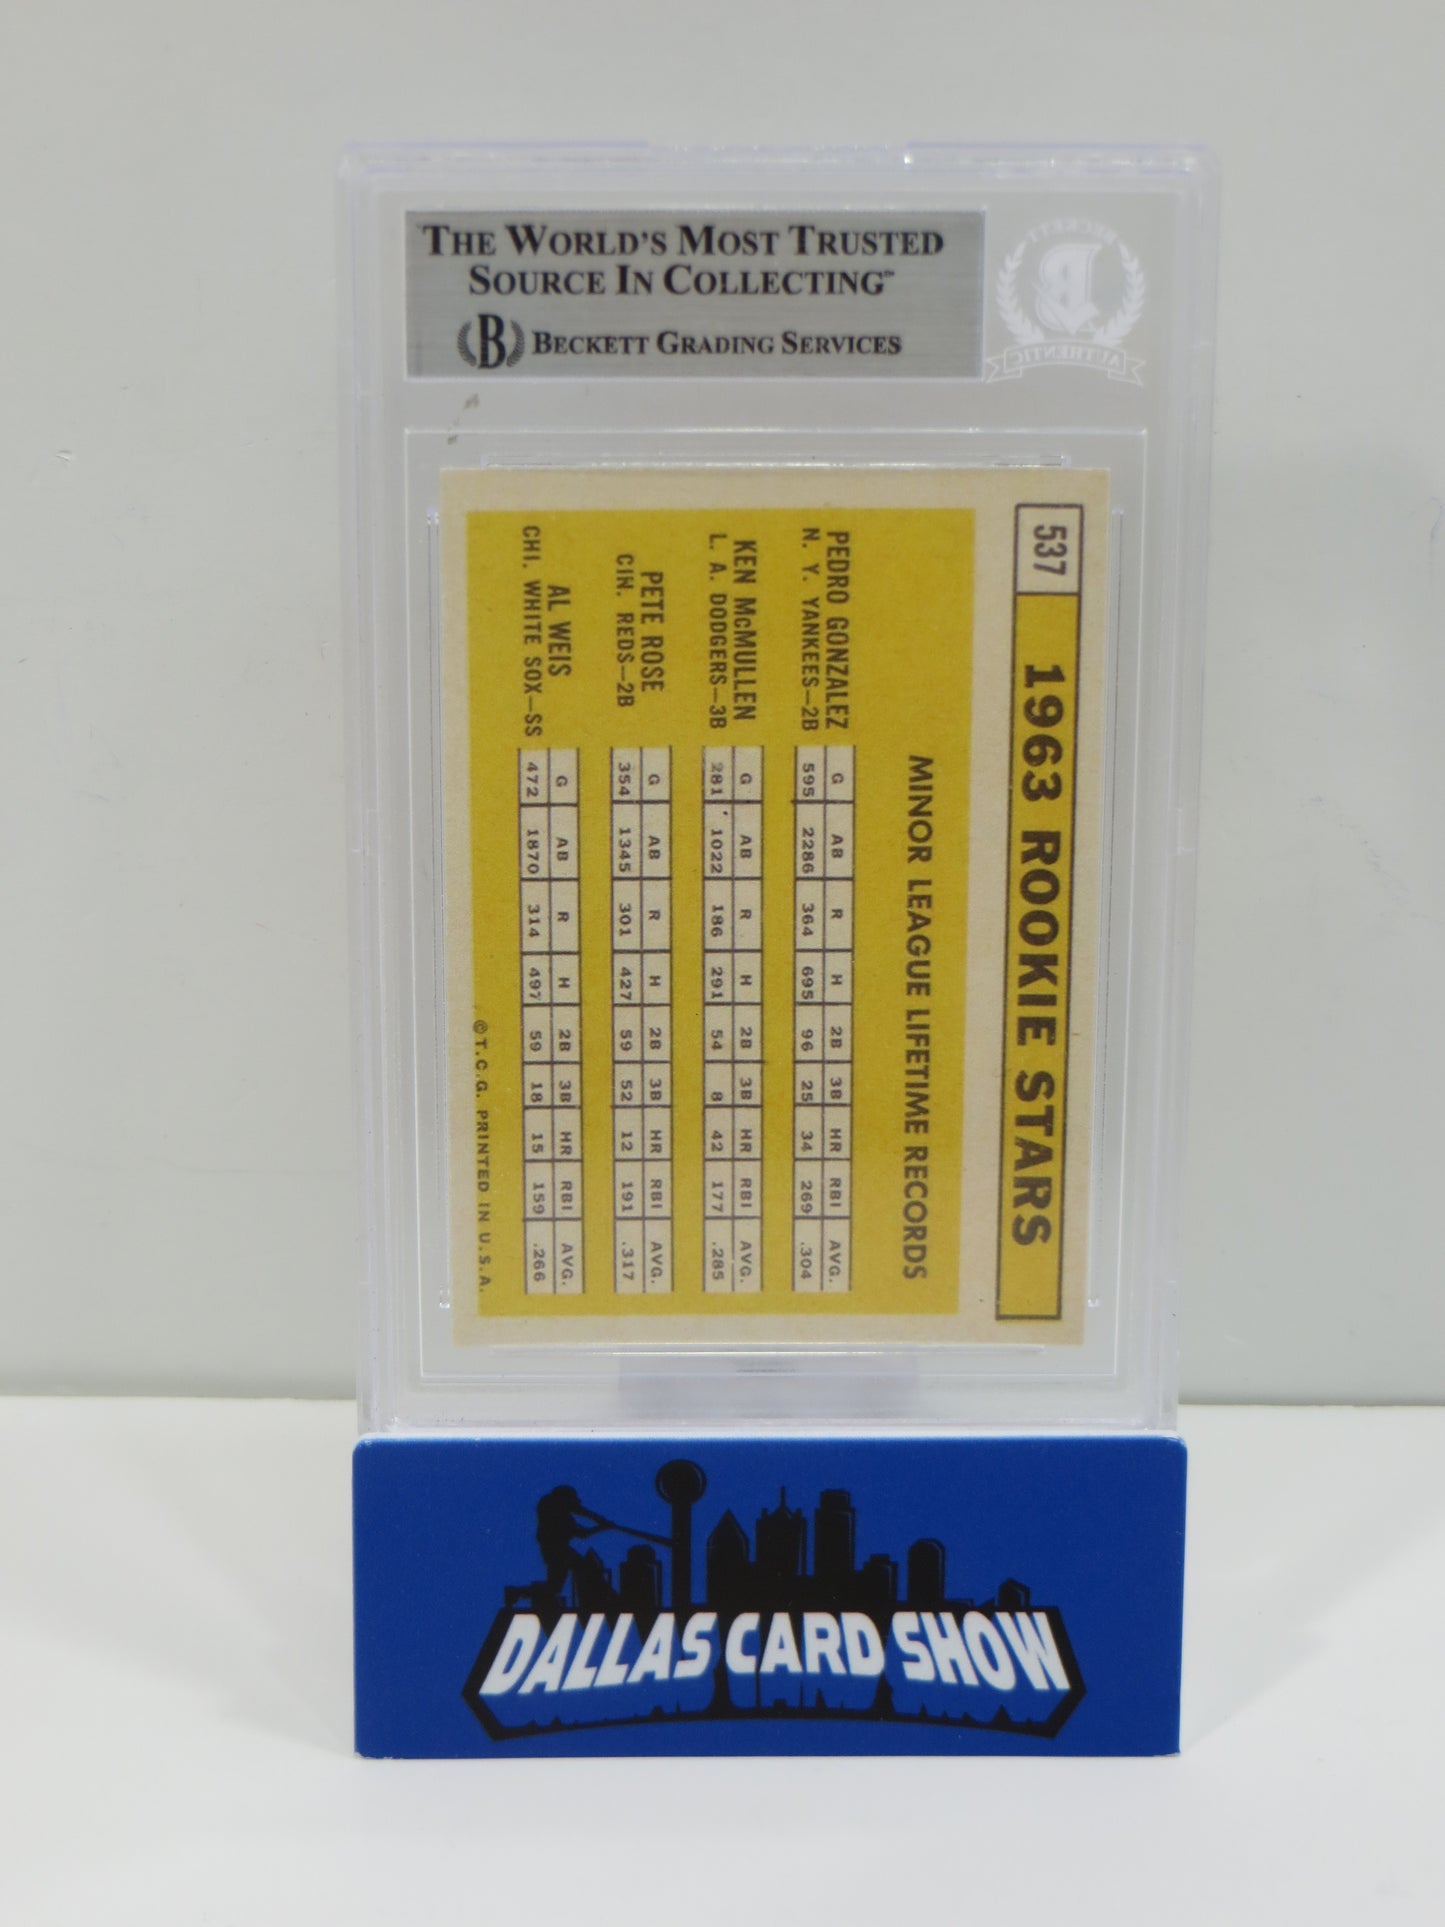 THE WORLD'S MOST TRUSTED
SOURCE IN COLLECTING™
B BECKETT GRADING SERVICES
BECKETT
B
AUTHENTIC
537 1963 ROOKIE STARS
MINOR LEAGUE LIFETIME RECORDS
PEDRO GONZALEZ
N. Y. YANKEES—2B
G AB R H 2B 3B HR RBI AVG.
595 2286 364 695 96 25 34 269 .304
KEN McMULLEN
L. A. DODGERS—3B
G AB R H 2B 3B HR RBI AVG.
281 1022 186 291 54 8 42 177 .285
PETE ROSE
CIN. REDS—2B
G AB R H 2B 3B HR RBI AVG.
354 1345 301 427 59 52 12 191 .317
AL WEIS
CHI. WHITE SOX—SS
G AB R H 2B 3B HR RBI AVG.
472 1870 314 497 59 18 15 159 .266
©T.C.G. PRINTED IN U.S.A.
DALLAS CARD SHOW